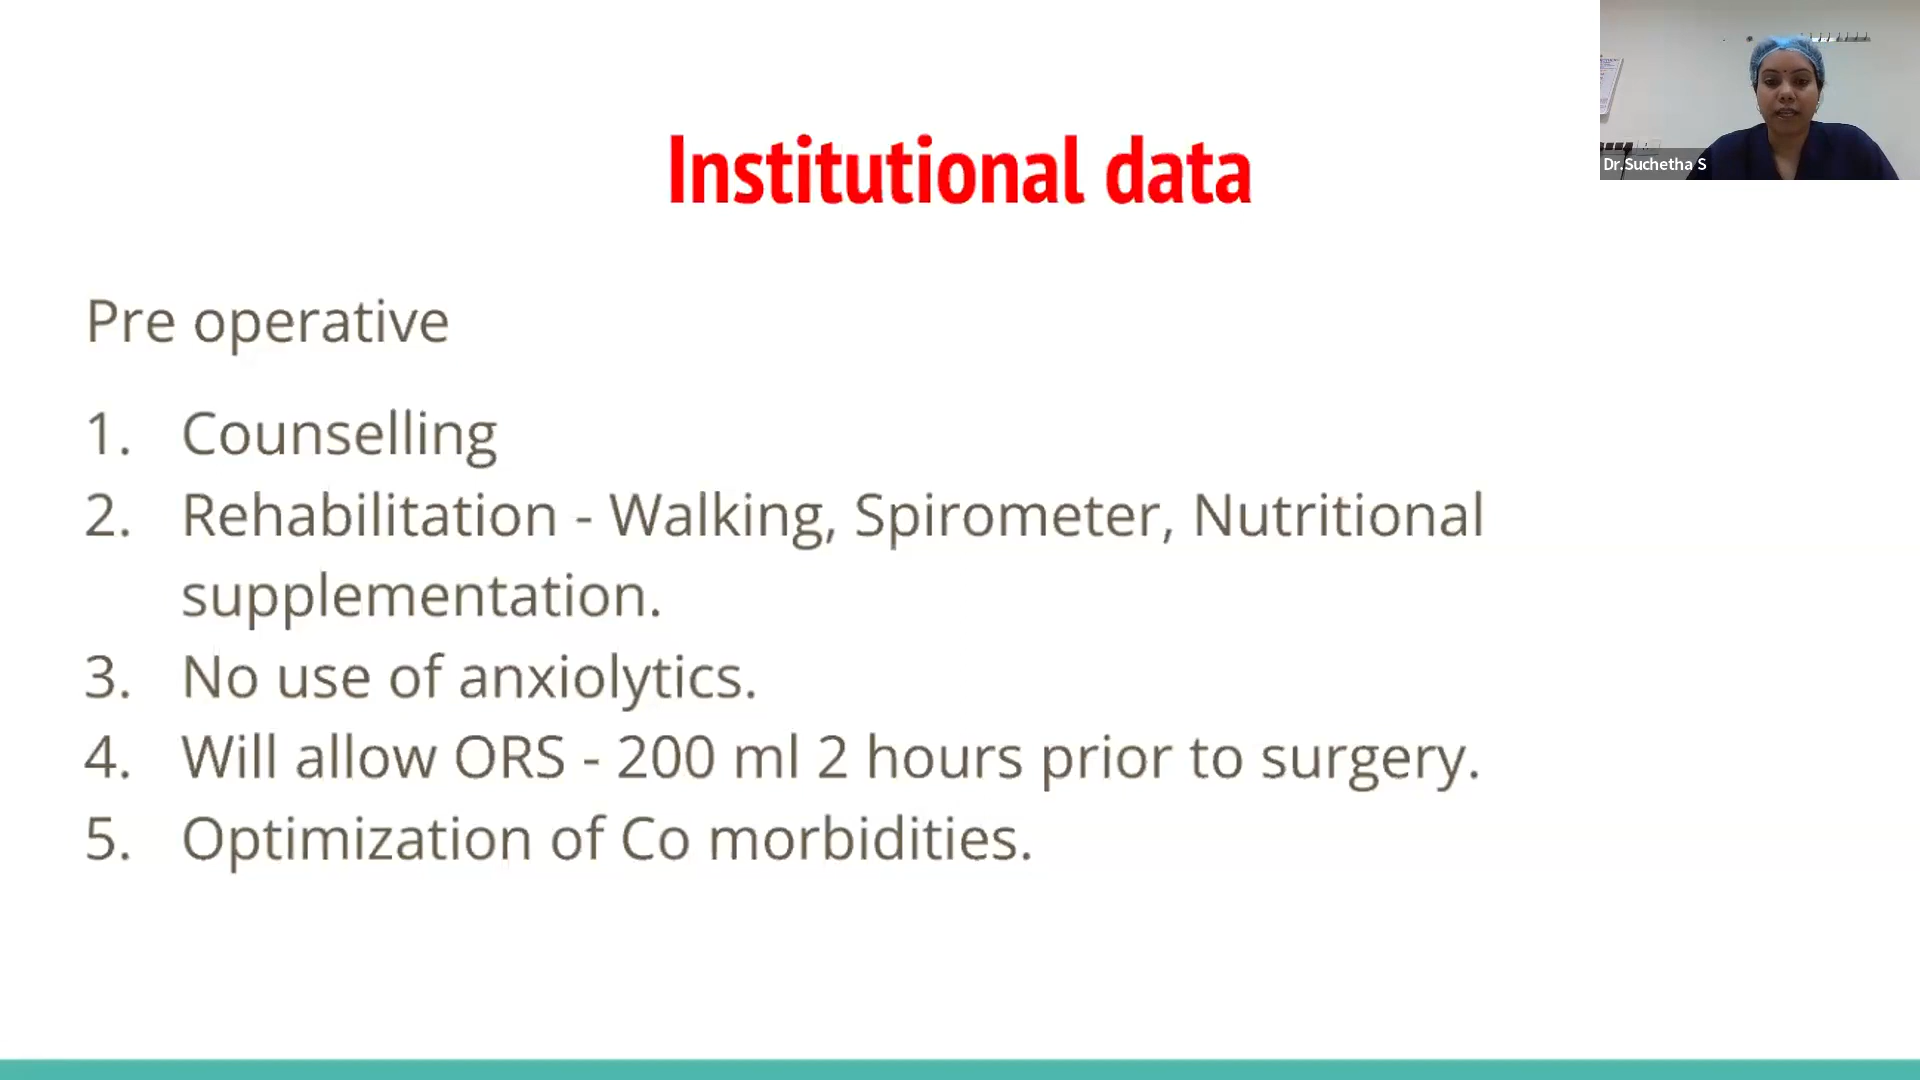 Institutional data
Dr.Suchetha S
Pre operative
1. Counselling
2. Rehabilitation - Walking, Spirometer, Nutritional
supplementation.
3. No use of anxiolytics.
4. Will allow ORS - 200 ml 2 hours prior to surgery.
5. Optimization of Co morbidities.